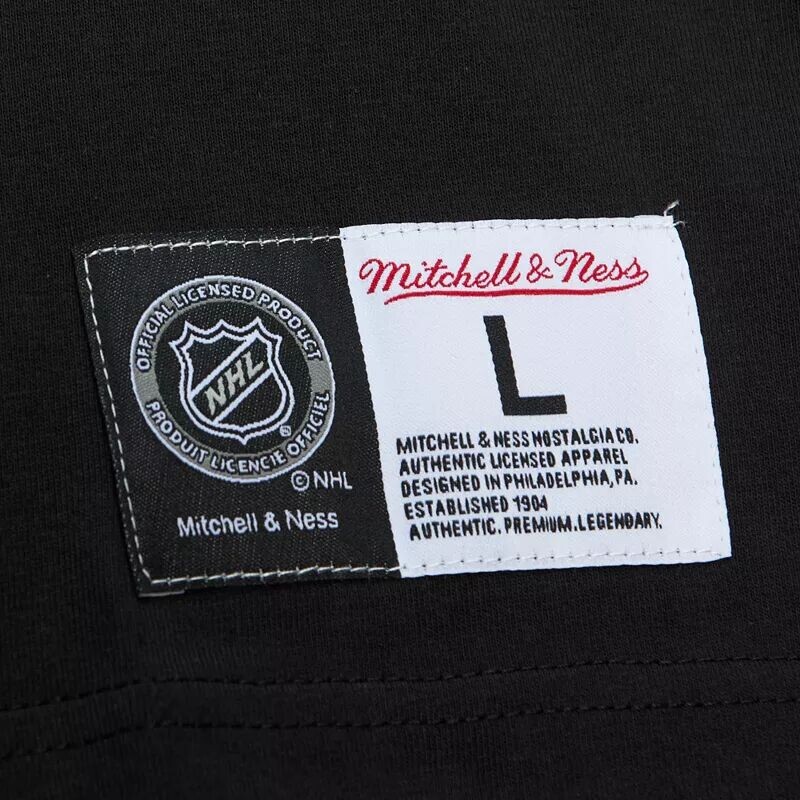 OFFICIAL LICENSED PRODUCT
NHL
®
PRODUIT LICENCIE OFFICIEL
© NHL
Mitchell & Ness
Mitchell & Ness
L
MITCHELL & NESS NOSTALGIA CO.
AUTHENTIC LICENSED APPAREL
DESIGNED IN PHILADELPHIA, PA.
ESTABLISHED 1904
AUTHENTIC. PREMIUM. LEGENDARY.